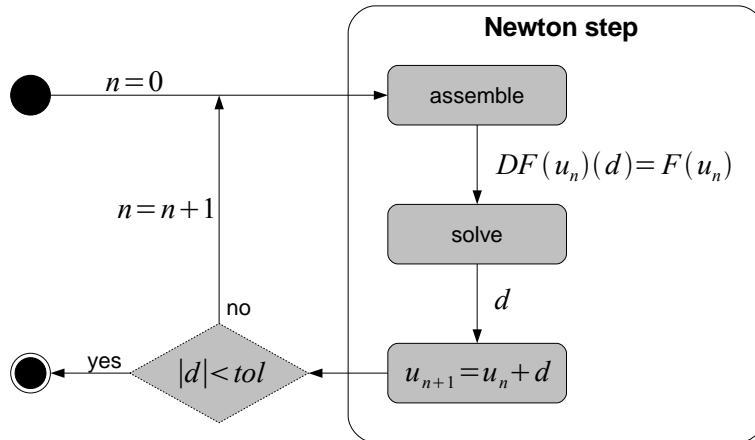 Newton step
n=0
assemble
DF(u_n)(d)=F(u_n)
n=n+1
solve
no
d
yes
|d|<tol
u_{n+1}=u_n+d